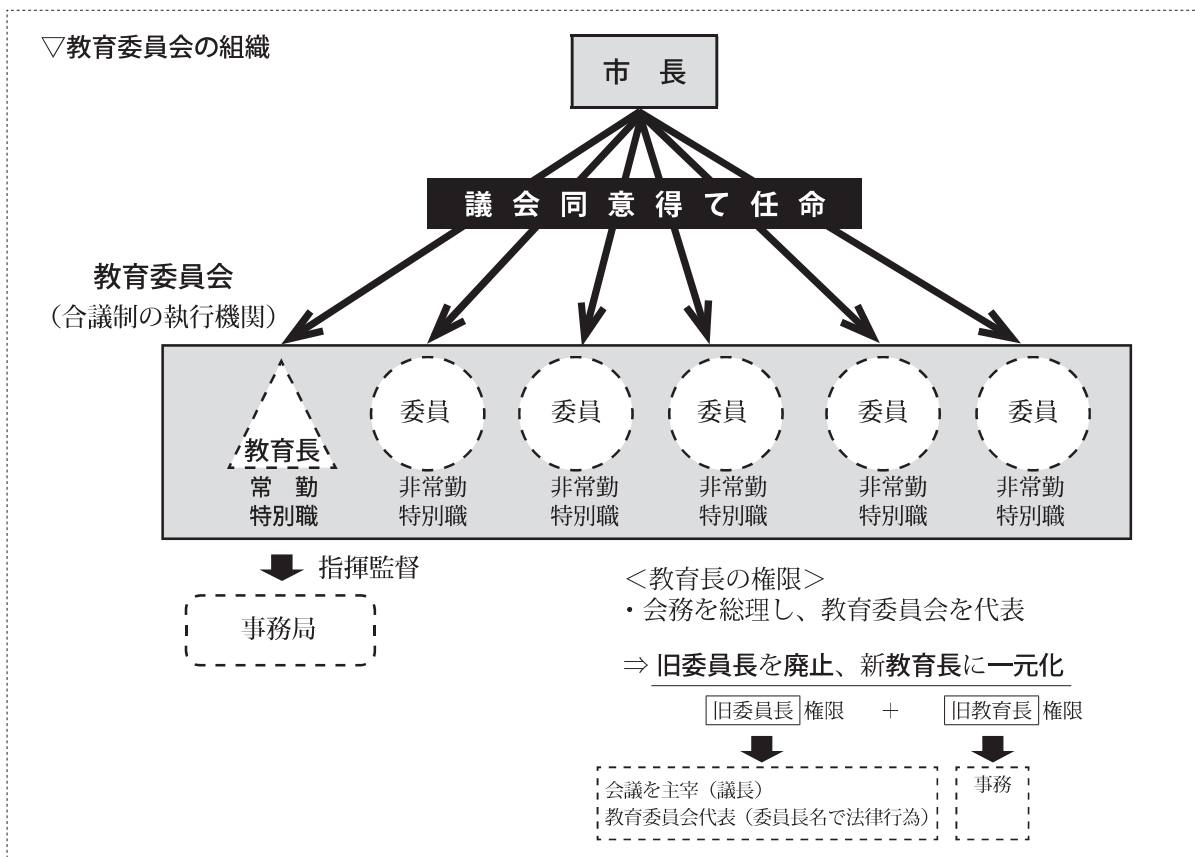 ▽教育委員会の組織
市　長
議会同意得て任命
教育委員会
（合議制の執行機関）
教育長
常　勤
特別職
委員
非常勤
特別職
委員
非常勤
特別職
委員
非常勤
特別職
委員
非常勤
特別職
委員
非常勤
特別職
指揮監督
事務局
＜教育長の権限＞
・会務を総理し、教育委員会を代表
⇒ 旧委員長を廃止、新教育長に一元化
旧委員長 権限　＋　旧教育長 権限
会議を主宰（議長）
教育委員会代表（委員長名で法律行為）
事務